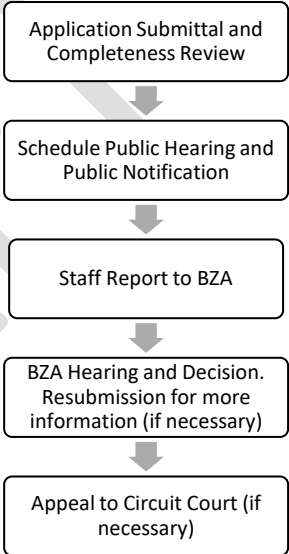 Application Submittal and
Completeness Review
Schedule Public Hearing and
Public Notification
Staff Report to BZA
BZA Hearing and Decision.
Resubmission for more
information (if necessary)
Appeal to Circuit Court (if
necessary)